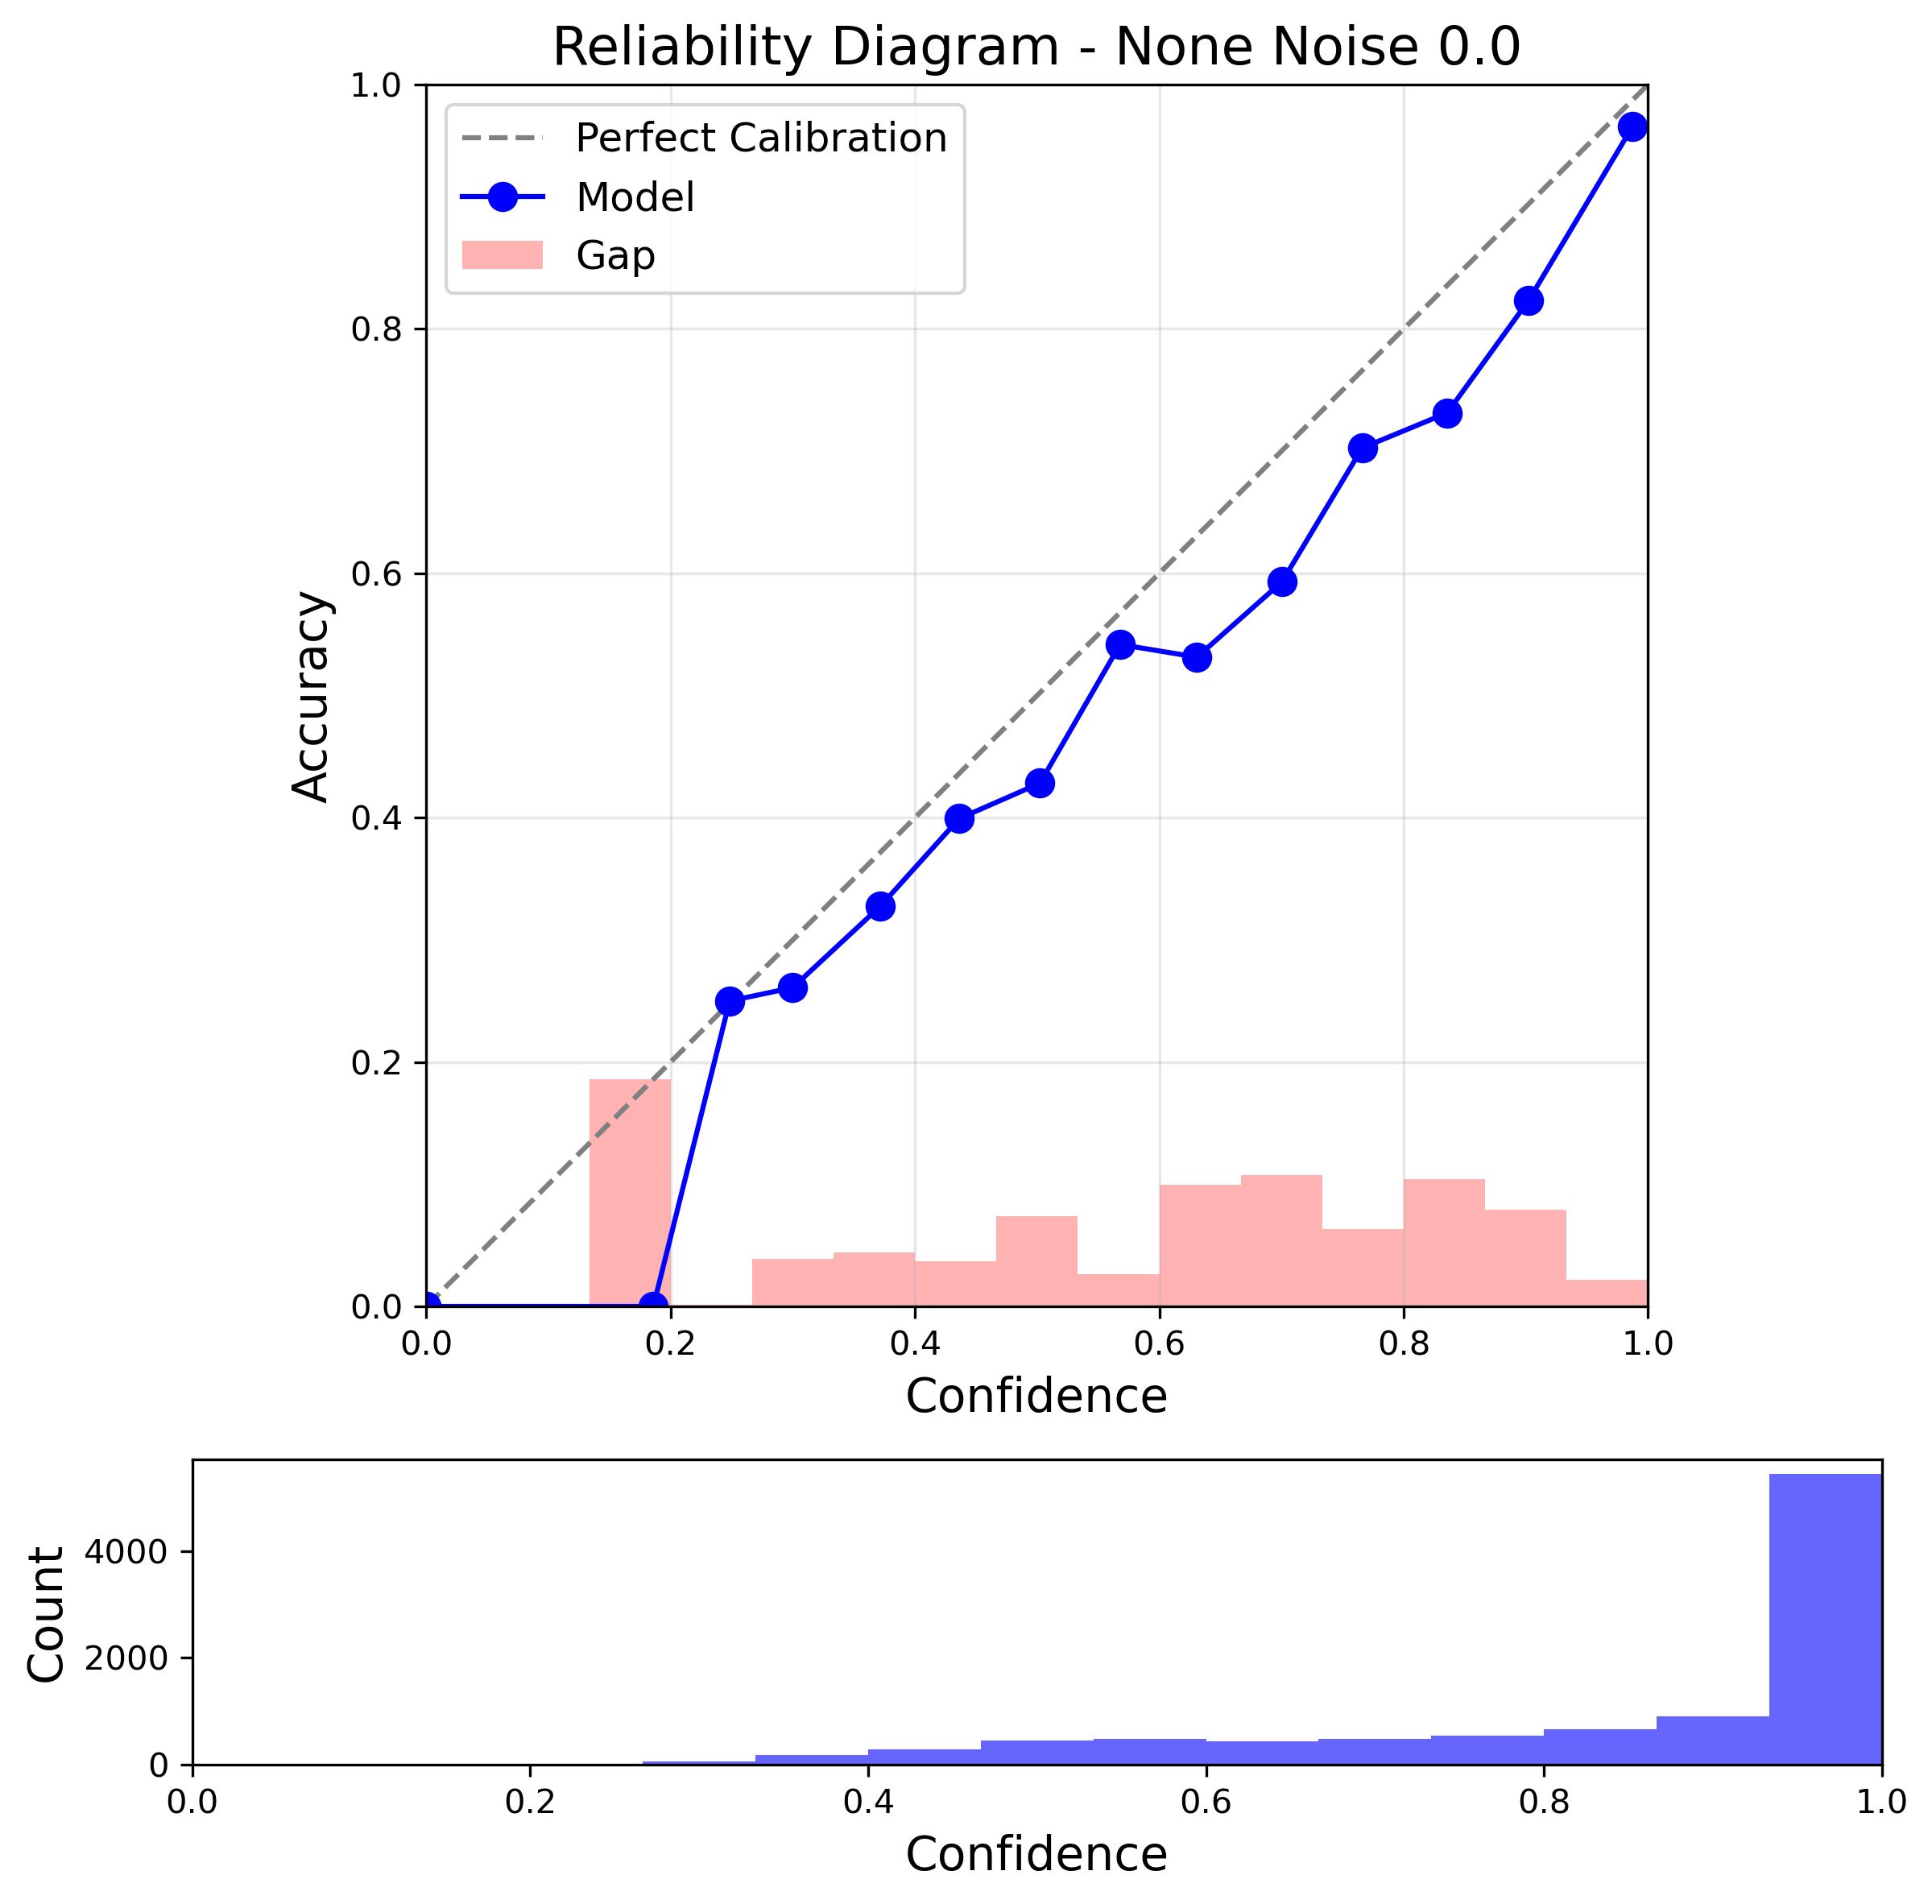 Reliability Diagram - None Noise 0.0
1.0
0.8
0.6
0.4
0.2
0.0
Accuracy
Perfect Calibration
Model
Gap
0.0 0.2 0.4 0.6 0.8 1.0
Confidence
4000
2000
0
Count
0.0 0.2 0.4 0.6 0.8 1.0
Confidence